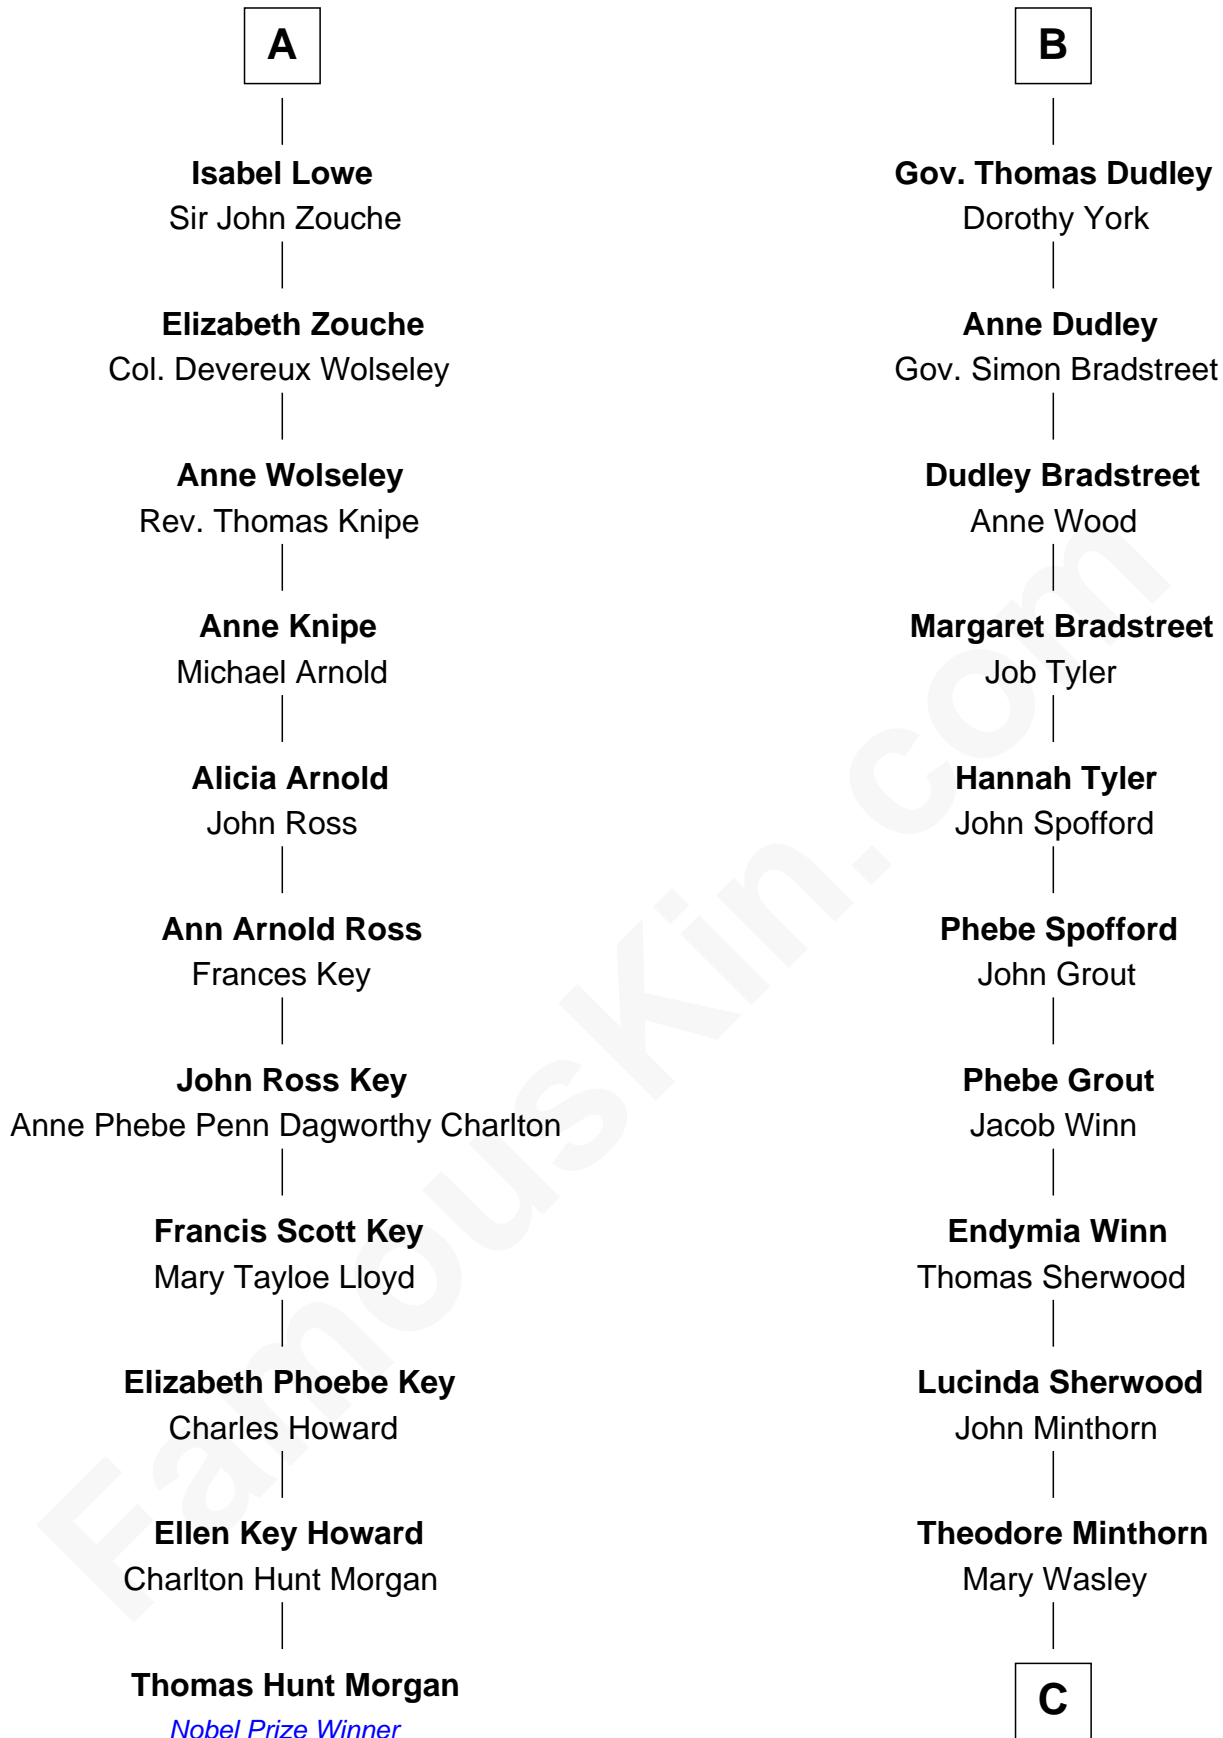 A
Isabel Lowe
Sir John Zouche
Elizabeth Zouche
Col. Devereux Wolseley
Anne Wolseley
Rev. Thomas Knipe
Anne Knipe
Michael Arnold
Alicia Arnold
John Ross
Ann Arnold Ross
Frances Key
John Ross Key
Anne Phebe Penn Dagworthy Charlton
Francis Scott Key
Mary Tayloe Lloyd
Elizabeth Phoebe Key
Charles Howard
Ellen Key Howard
Charlton Hunt Morgan
Thomas Hunt Morgan
Nobel Prize Winner
B
Gov. Thomas Dudley
Dorothy York
Anne Dudley
Gov. Simon Bradstreet
Dudley Bradstreet
Anne Wood
Margaret Bradstreet
Job Tyler
Hannah Tyler
John Spofford
Phebe Spofford
John Grout
Phebe Grout
Jacob Winn
Endymia Winn
Thomas Sherwood
Lucinda Sherwood
John Minthorn
Theodore Minthorn
Mary Wasley
C
FamousKin.com